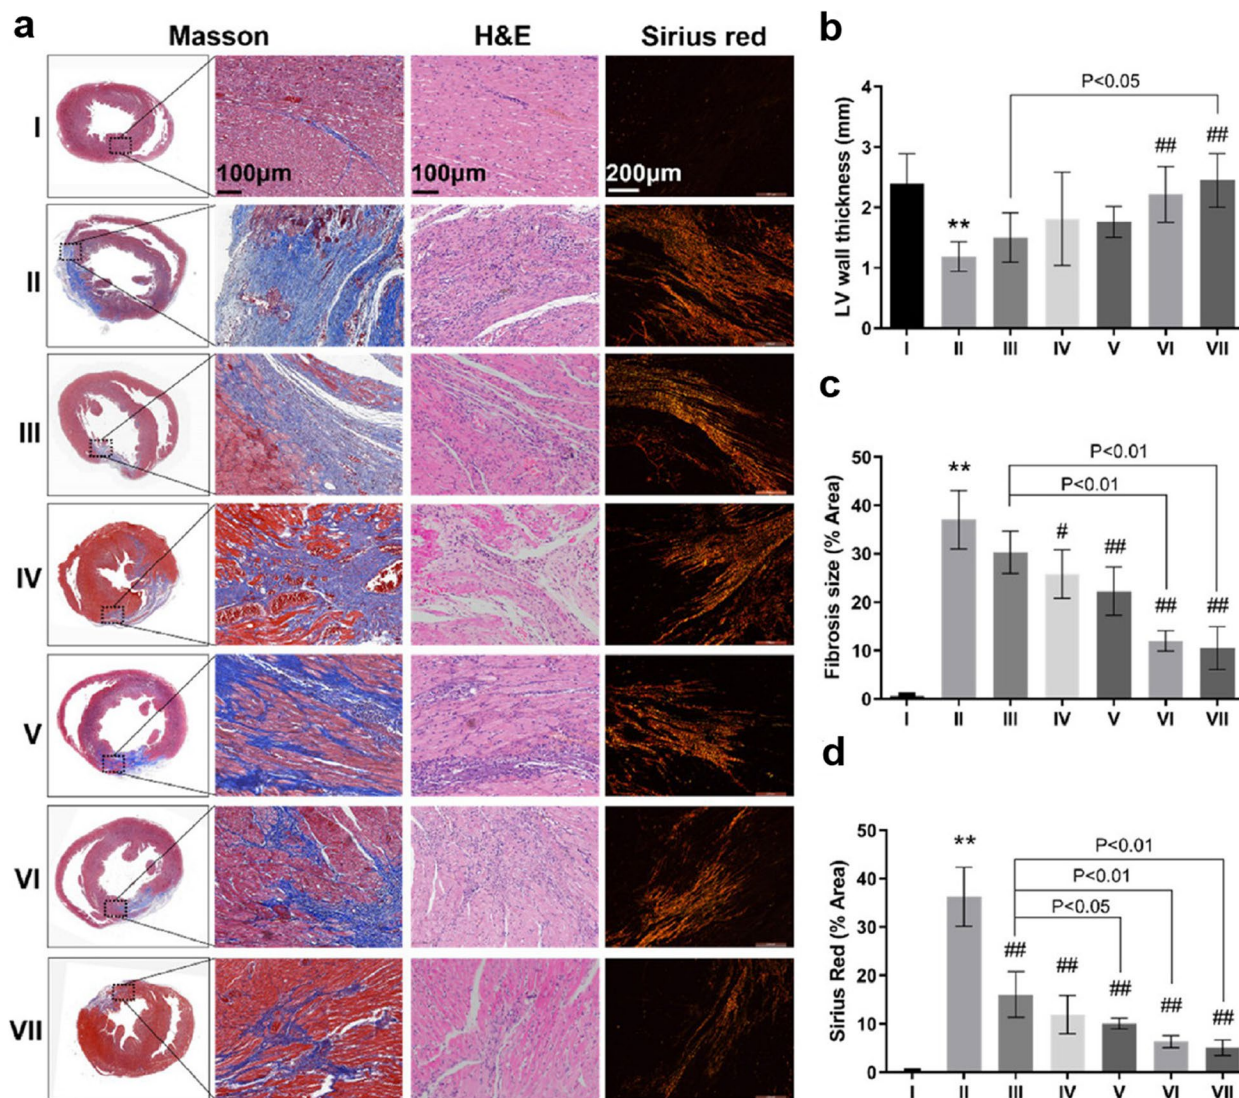 a
Masson H&E Sirius red
I
100μm 100μm 200μm
II
III
IV
V
VI
VII
b
P<0.05
LV wall thickness (mm)
4
3
2
1
0
** ## ##
I II III IV V VI VII
c
P<0.01
P<0.01
Fibrosis size (% Area)
50
40
30
20
10
0
** # ## ## ##
I II III IV V VI VII
d
P<0.01
P<0.01
P<0.05
Sirius Red (% Area)
50
40
30
20
10
0
** ## ## ## ## ##
I II III IV V VI VII